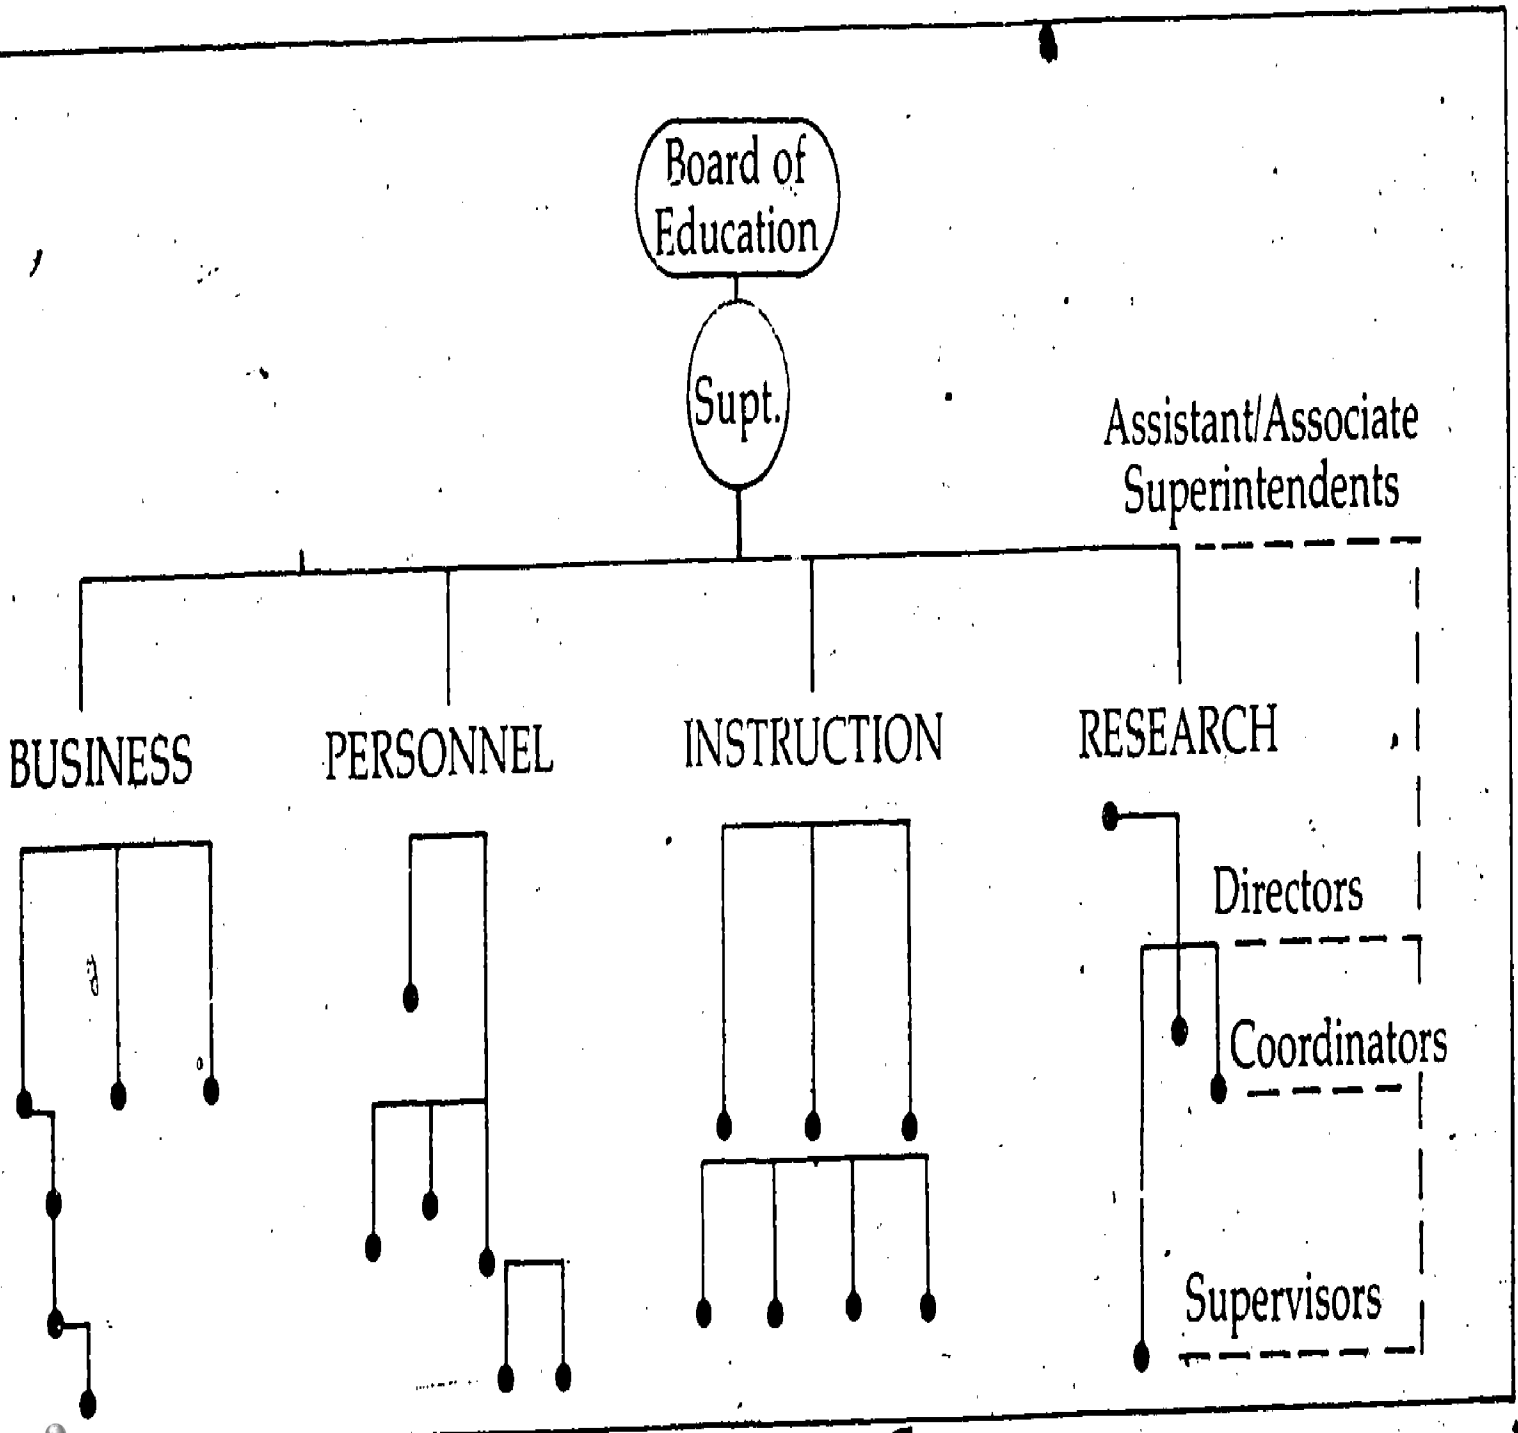 Board of
Education
Supt.
Assistant/Associate
Superintendents
BUSINESS
PERSONNEL
INSTRUCTION
RESEARCH
Directors
Coordinators
Supervisors